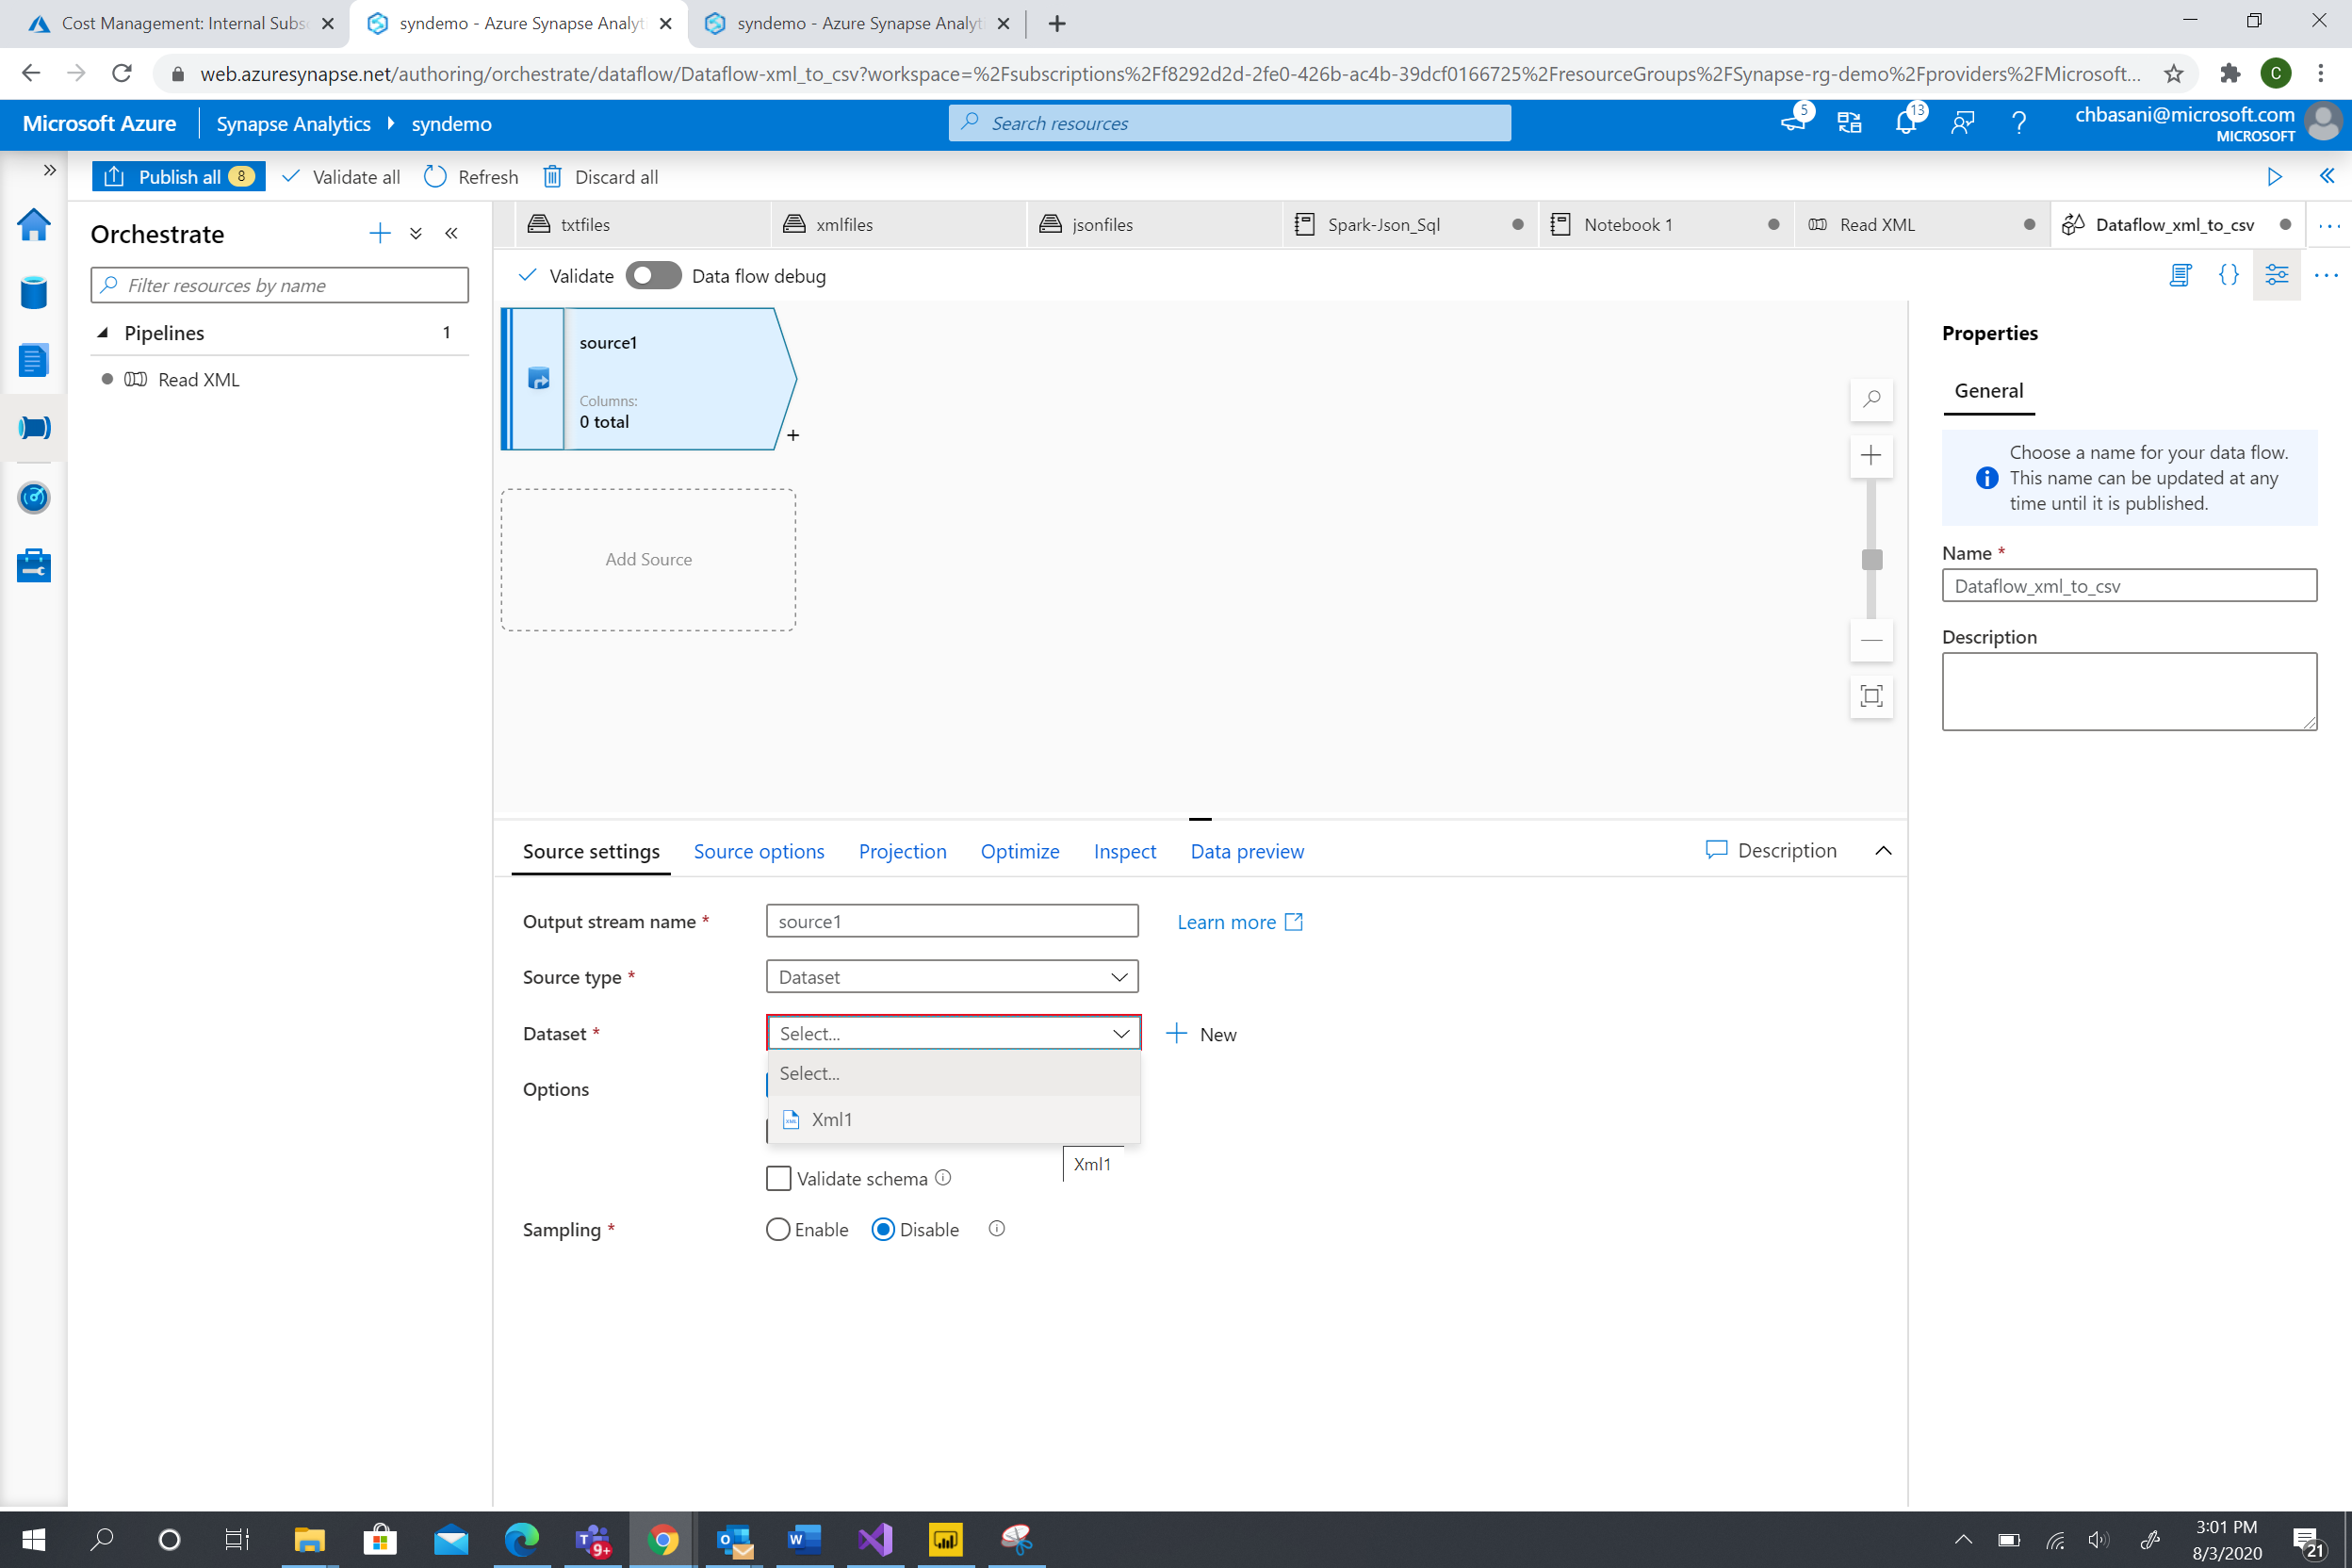 Cost Management: Internal Subs
syndemo - Azure Synapse Analyt
syndemo - Azure Synapse Analyt
web.azuresynapse.net/authoring/orchestrate/dataflow/Dataflow-xml_to_csv?workspace=%2Fsubscriptions%2Ff8292d2d-2fe0-426b-ac4b-39dcf0166725%2FresourceGroups%2FSynapse-rg-demo%2Fproviders%2FMicrosoft...
C
Microsoft Azure
Synapse Analytics
syndemo
Search resources
5
13
chbasani@microsoft.com
MICROSOFT
Publish all 8
Validate all
Refresh
Discard all
Orchestrate
txtfiles
xmlfiles
jsonfiles
Spark-Json_Sql
Notebook 1
Read XML
Dataflow_xml_to_csv
Filter resources by name
Validate
Data flow debug
Pipelines 1
Read XML
source1
Columns:
0 total
Add Source
Properties
General
Choose a name for your data flow.
This name can be updated at any
time until it is published.
Name *
Dataflow_xml_to_csv
Description
Source settings
Source options
Projection
Optimize
Inspect
Data preview
Description
Output stream name * source1 Learn more
Source type * Dataset
Dataset * Select... New
Select...
Options
Xml1
Xml1
Validate schema
Sampling * Enable Disable
9+
3:01 PM
8/3/2020
21